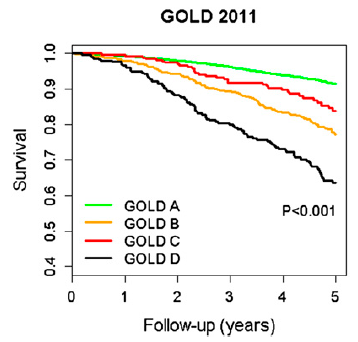 GOLD 2011
1.0
0.9
0.8
0.7
0.6
0.5
0.4
Survival
GOLD A
GOLD B
GOLD C
GOLD D
P<0.001
0 1 2 3 4 5
Follow-up (years)